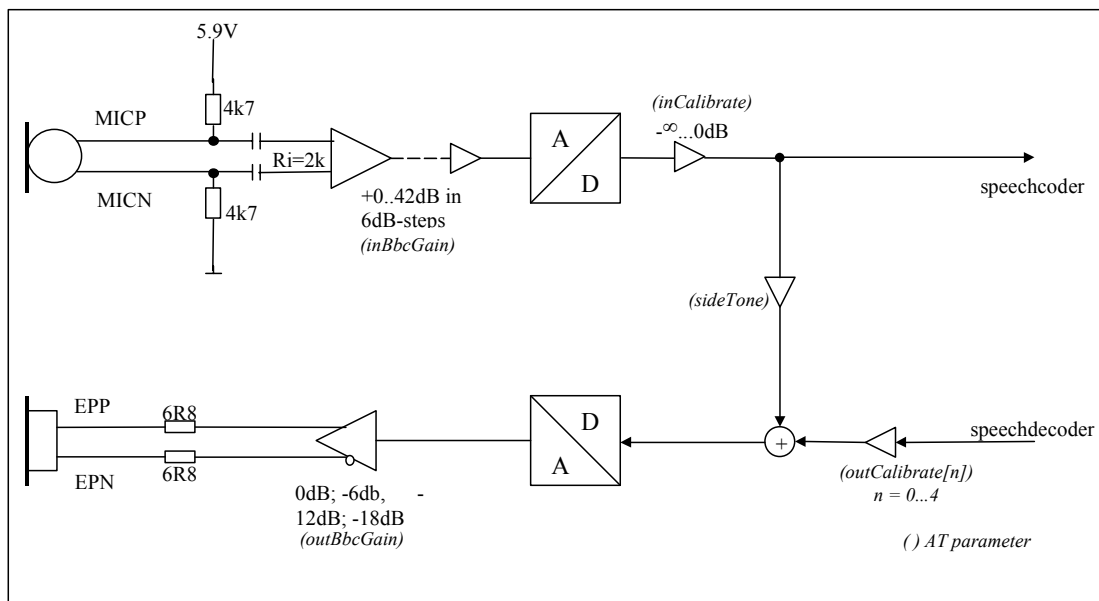 5.9V
4k7
MICP
Ri=2k
MICN
4k7
+0..42dB in
6dB-steps
(inBbcGain)
A
D
(inCalibrate)
-∞...0dB
speechcoder
(sideTone)
EPP
6R8
EPN
6R8
0dB; -6db, -
12dB; -18dB
(outBbcGain)
D
A
+
speechdecoder
(outCalibrate[n])
n = 0...4
( ) AT parameter